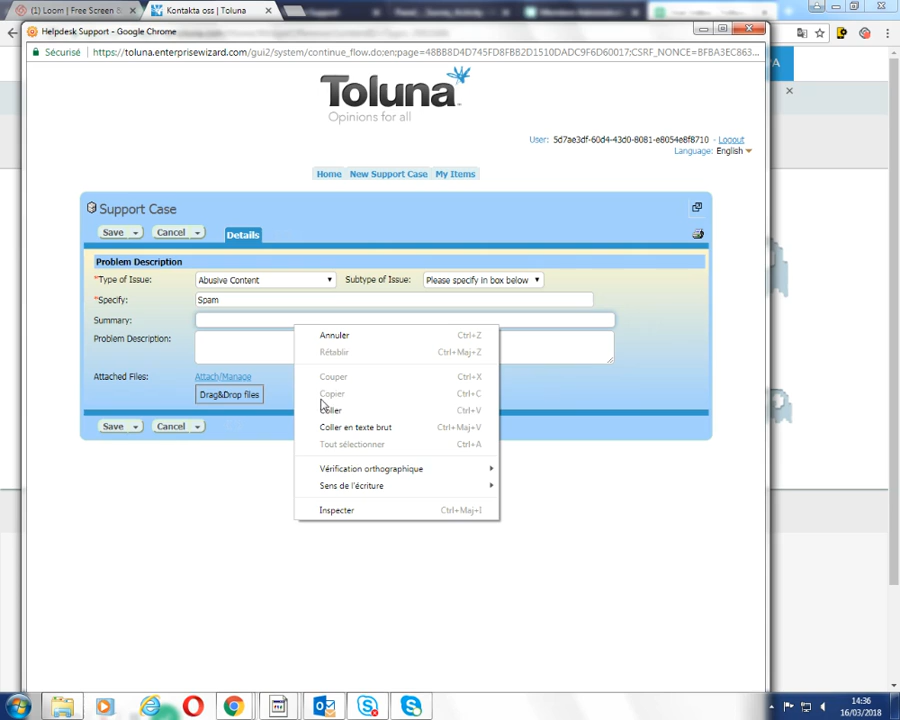 (1) Loom | Free Screen &
Kontakta oss | Toluna
Helpdesk Support - Google Chrome
Sécurisé
https://toluna.enterprisewizard.com/gui2/system/continue_flow.do;en:page=48BB8D4D745FD8FBB2D1510DADC9F6D60017;CSRF_NONCE=BFBA3EC863...
Toluna
Opinions for all
User: 5d7ae3df-60d4-43d0-8081-e8054e8f8710 Logout
Language: English
Home New Support Case My Items
Support Case
Save Cancel Details
Problem Description
*Type of Issue: Abusive Content Subtype of Issue: Please specify in box below
*Specify: Spam
Summary:
Problem Description:
Attached Files: Attach/Manage
Drag&Drop files
Save Cancel
Annuler Ctrl+Z
Rétablir Ctrl+Maj+Z
Couper Ctrl+X
Copier Ctrl+C
Coller Ctrl+V
Coller en texte brut Ctrl+Maj+V
Tout sélectionner Ctrl+A
Vérification orthographique
Sens de l'écriture
Inspecter Ctrl+Maj+I
14:36
16/03/2018